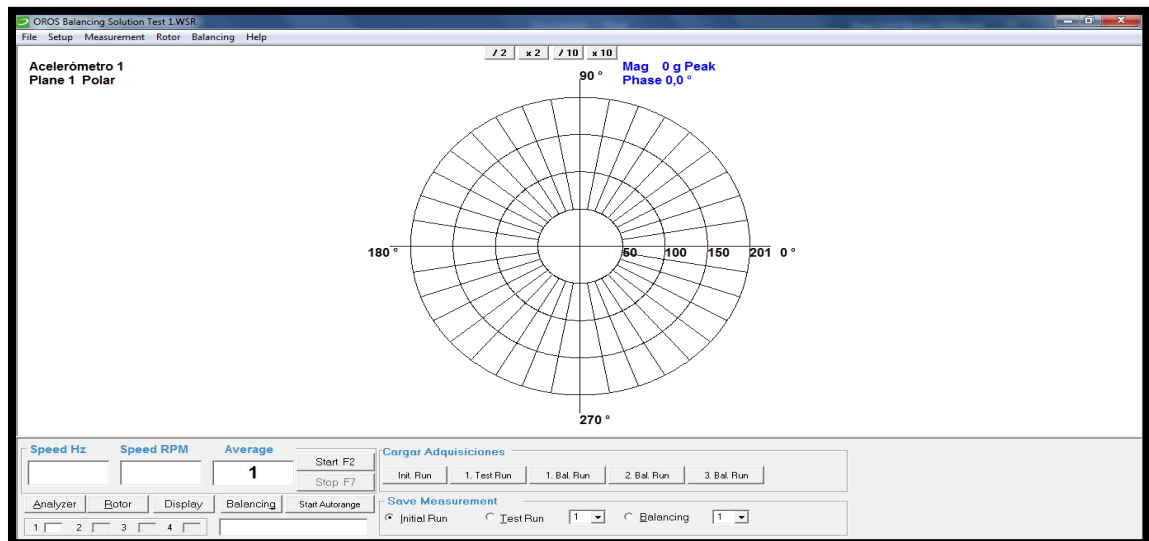 OROS Balancing Solution Test 1.WSR
File Setup Measurement Rotor Balancing Help
/ 2 x 2 / 10 x 10
Acelerómetro 1
Plane 1 Polar
Mag 0 g Peak
Phase 0,0 °
90 °
180 °
50 100 150 201 0 °
270 °
Speed Hz Speed RPM Average
1
Start F2
Stop F7
Analyzer Rotor Display Balancing Start Autorange
1 2 3 4
Cargar Adquisiciones
Init. Run 1. Test Run 1. Bal. Run 2. Bal. Run 3. Bal. Run
Save Measurement
Initial Run Test Run 1 Balancing 1